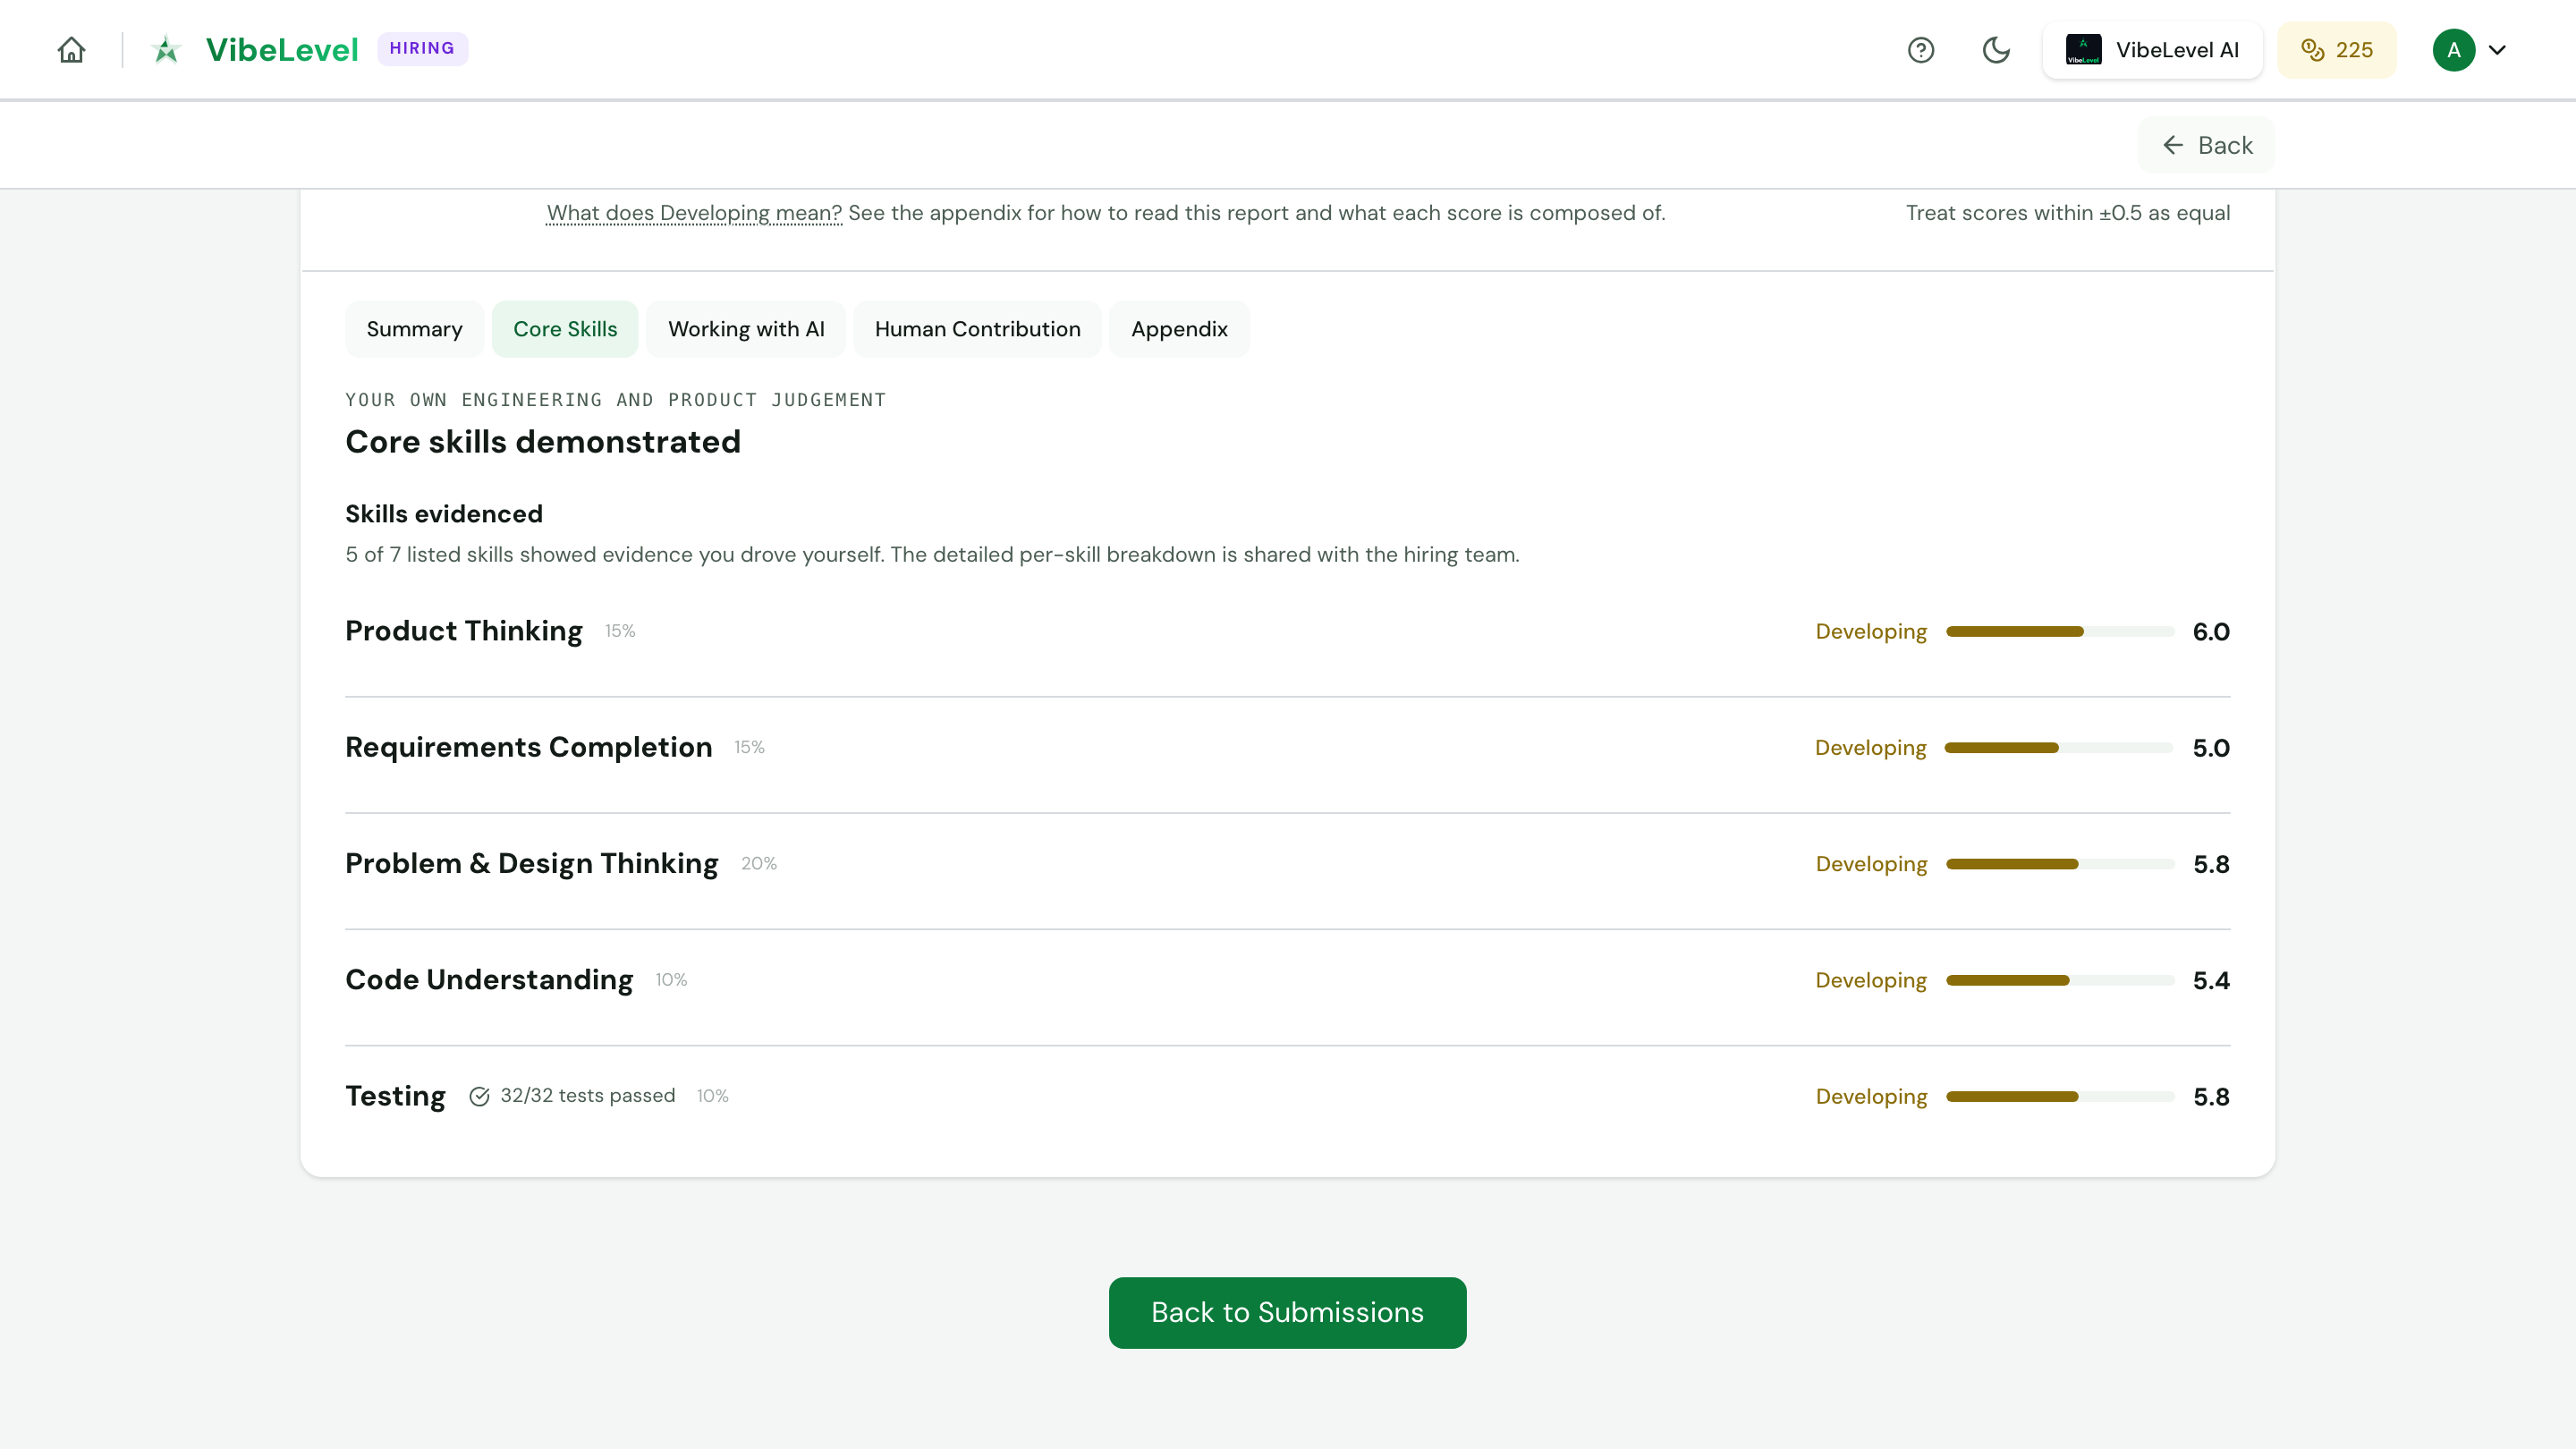 VibeLevel HIRING
VibeLevel VibeLevel AI 225 A
Back
What does Developing mean? See the appendix for how to read this report and what each score is composed of. Treat scores within ±0.5 as equal
Summary Core Skills Working with AI Human Contribution Appendix
YOUR OWN ENGINEERING AND PRODUCT JUDGEMENT
Core skills demonstrated
Skills evidenced
5 of 7 listed skills showed evidence you drove yourself. The detailed per-skill breakdown is shared with the hiring team.
Product Thinking 15% Developing 6.0
Requirements Completion 15% Developing 5.0
Problem & Design Thinking 20% Developing 5.8
Code Understanding 10% Developing 5.4
Testing 32/32 tests passed 10% Developing 5.8
Back to Submissions